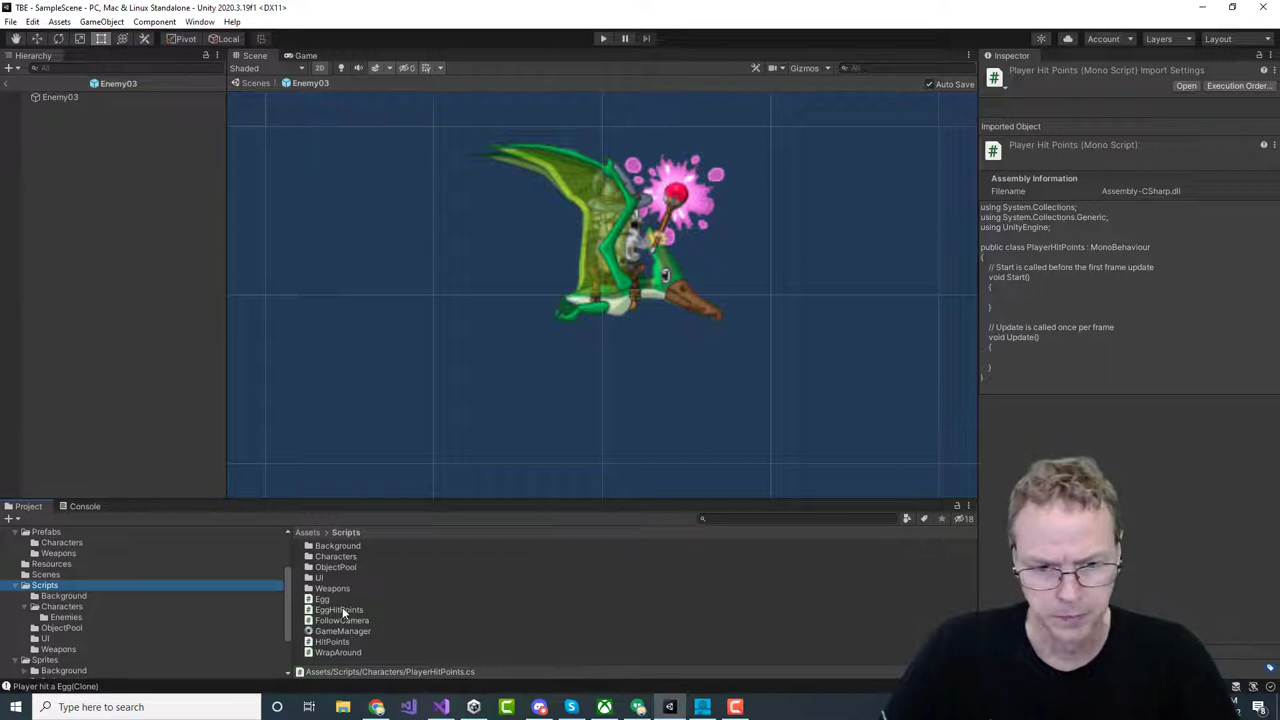 TBE - SampleScene - PC, Mac & Linux Standalone - Unity 2020.3.19f1 <DX11>
File Edit Assets GameObject Component Window Help
Pivot Local Account Layers Layout
Hierarchy Scene Game Inspector
All Shaded 2D 0 Gizmos All
Enemy03 Scenes Enemy03 Auto Save
Enemy03
Player Hit Points (Mono Script) Import Settings
Open Execution Order...
Imported Object
Player Hit Points (Mono Script)
Assembly Information
Filename Assembly-CSharp.dll
using System.Collections;
using System.Collections.Generic;
using UnityEngine;
public class PlayerHitPoints : MonoBehaviour
{
// Start is called before the first frame update
void Start()
{
}
// Update is called once per frame
void Update()
{
}
}
Project Console
18
Prefabs
Characters
Weapons
Resources
Scenes
Scripts
Background
Characters
Enemies
ObjectPool
UI
Weapons
Sprites
Background
Assets > Scripts
Background
Characters
ObjectPool
UI
Weapons
Egg
EggHitPoints
FollowCamera
GameManager
HitPoints
WrapAround
Assets/Scripts/Characters/PlayerHitPoints.cs
Player hit a Egg(Clone)
Type here to search